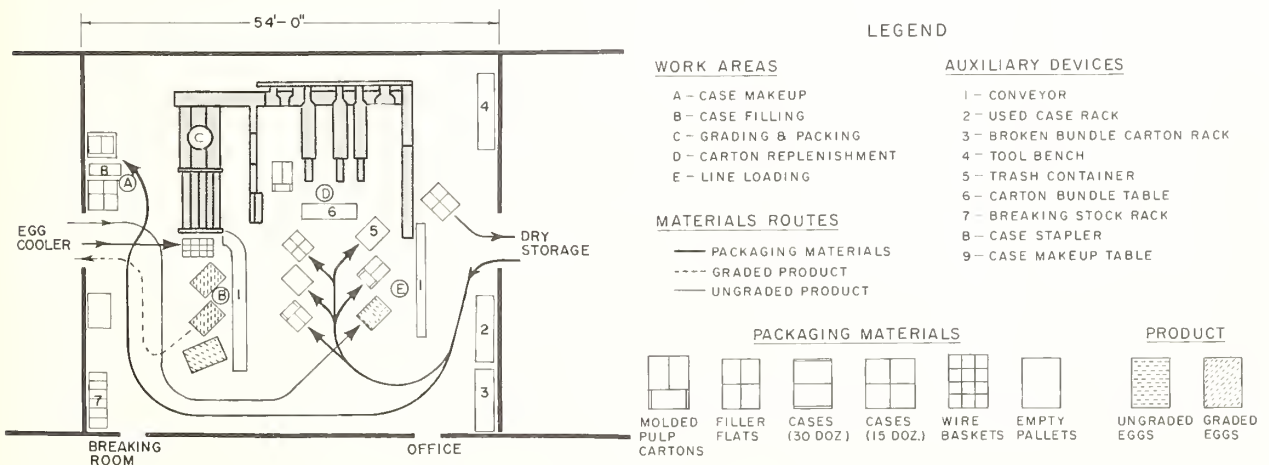 54'-0"
C
4
8
A
D
6
5
EGG
COOLER
DRY
STORAGE
B
1
E
1
2
7
3
BREAKING
ROOM
OFFICE
LEGEND
WORK AREAS
A - CASE MAKEUP
B - CASE FILLING
C - GRADING & PACKING
D - CARTON REPLENISHMENT
E - LINE LOADING
MATERIALS ROUTES
PACKAGING MATERIALS
GRADED PRODUCT
UNGRADED PRODUCT
AUXILIARY DEVICES
1 - CONVEYOR
2 - USED CASE RACK
3 - BROKEN BUNDLE CARTON RACK
4 - TOOL BENCH
5 - TRASH CONTAINER
6 - CARTON BUNDLE TABLE
7 - BREAKING STOCK RACK
8 - CASE STAPLER
9 - CASE MAKEUP TABLE
PACKAGING MATERIALS
MOLDED
PULP
CARTONS
FILLER
FLATS
CASES
(30 DOZ)
CASES
(15 DOZ.)
WIRE
BASKETS
EMPTY
PALLETS
PRODUCT
UNGRADED
EGGS
GRADED
EGGS